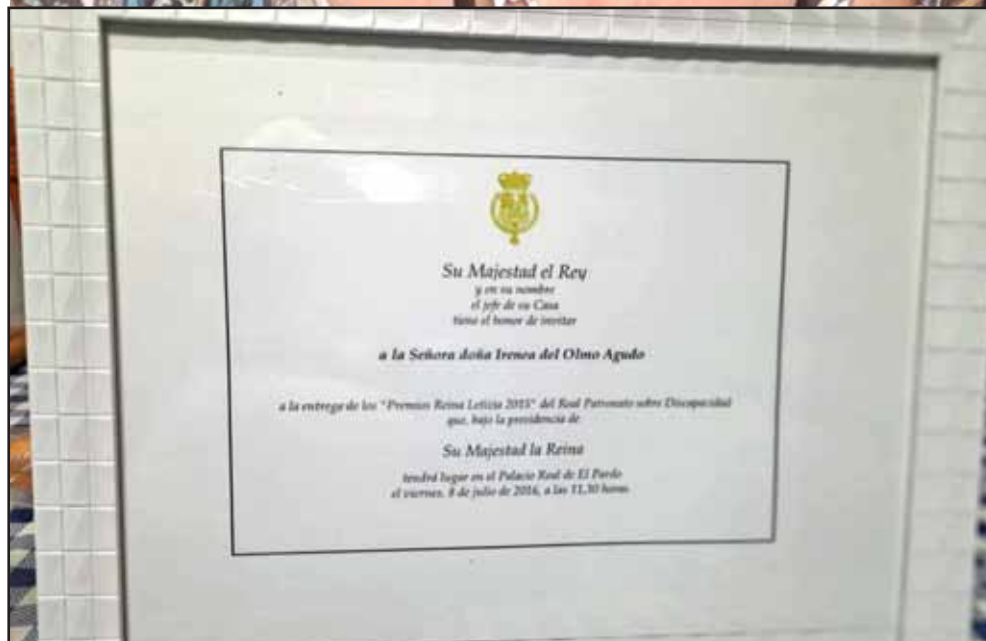 Su Majestad el Rey
y en su nombre
el jefe de su Casa
tiene el honor de invitar
a la Señora doña Irenea del Olmo Agudo
a la entrega de los "Premios Reina Letizia 2015" del Real Patronato sobre Discapacidad
que, bajo la presidencia de
Su Majestad la Reina
tendrá lugar en el Palacio Real de El Pardo
el viernes, 8 de julio de 2016, a las 11,30 horas